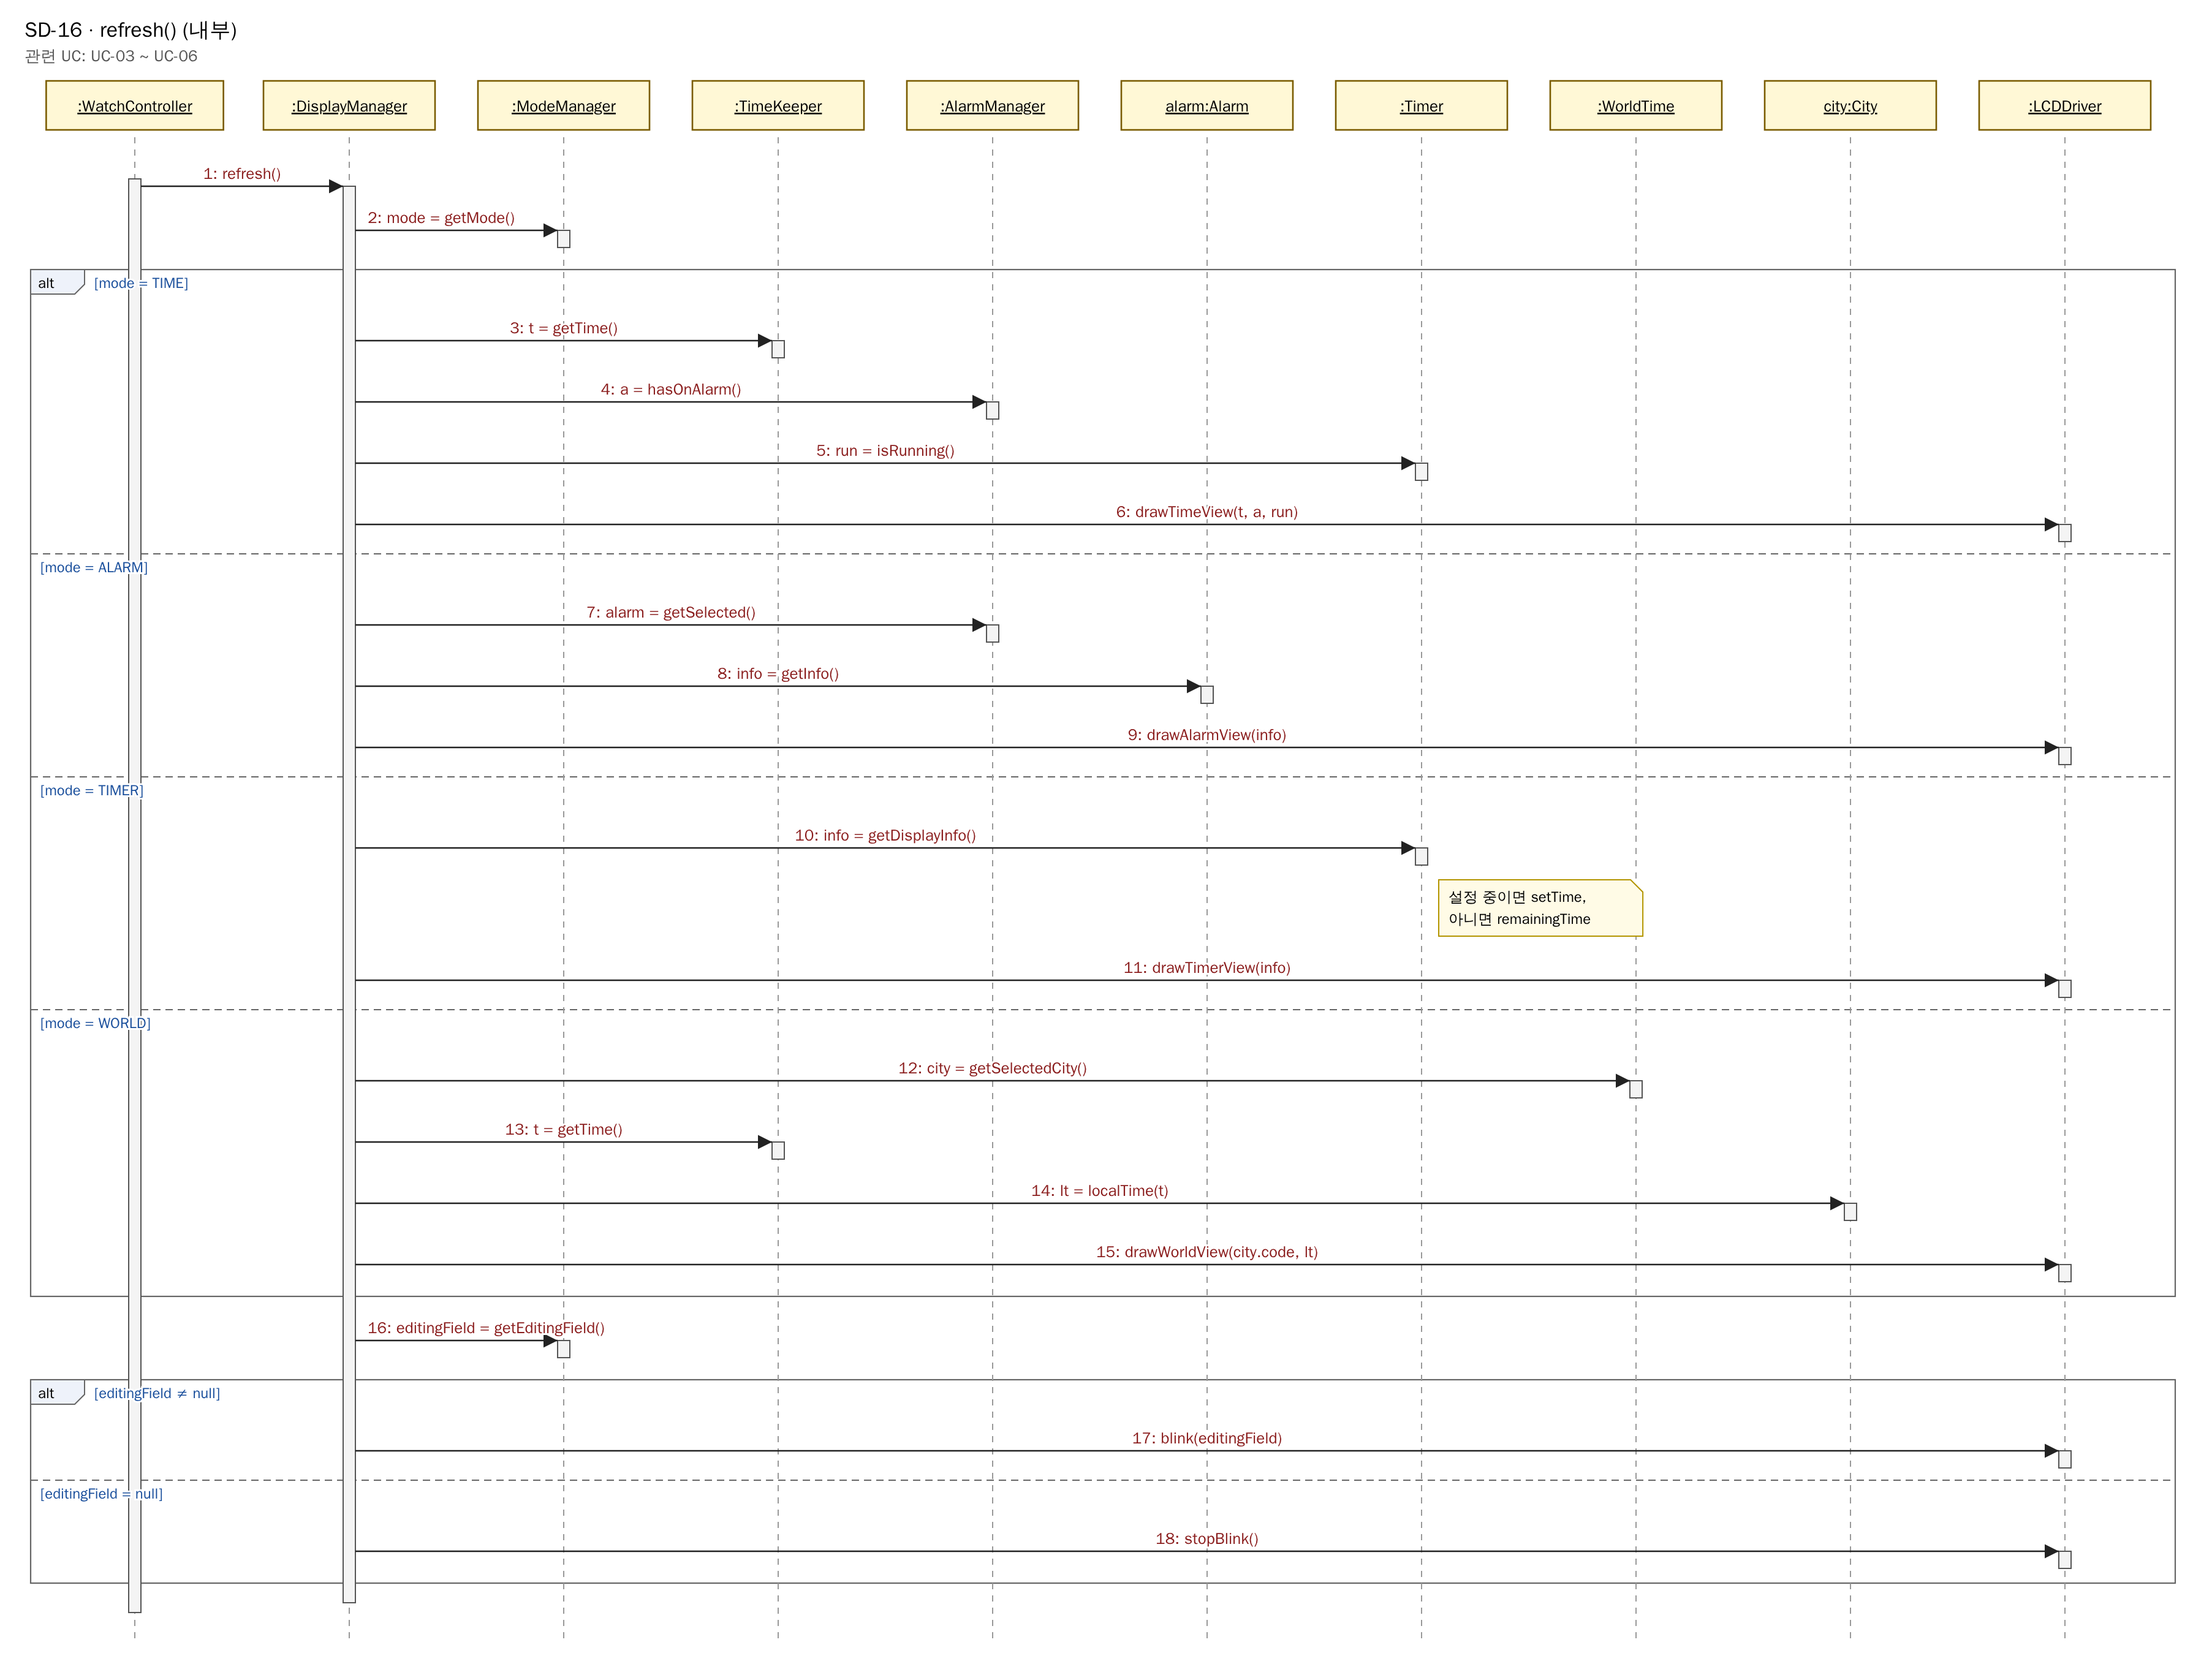 SD-16 · refresh() (내부)
관련 UC: UC-03 ~ UC-06
:WatchController
:DisplayManager
:ModeManager
:TimeKeeper
:AlarmManager
alarm:Alarm
:Timer
:WorldTime
city:City
:LCDDriver
1: refresh()
2: mode = getMode()
alt
[mode = TIME]
3: t = getTime()
4: a = hasOnAlarm()
5: run = isRunning()
6: drawTimeView(t, a, run)
[mode = ALARM]
7: alarm = getSelected()
8: info = getInfo()
9: drawAlarmView(info)
[mode = TIMER]
10: info = getDisplayInfo()
설정 중이면 setTime,
아니면 remainingTime
11: drawTimerView(info)
[mode = WORLD]
12: city = getSelectedCity()
13: t = getTime()
14: lt = localTime(t)
15: drawWorldView(city.code, lt)
16: editingField = getEditingField()
alt
[editingField ≠ null]
17: blink(editingField)
[editingField = null]
18: stopBlink()